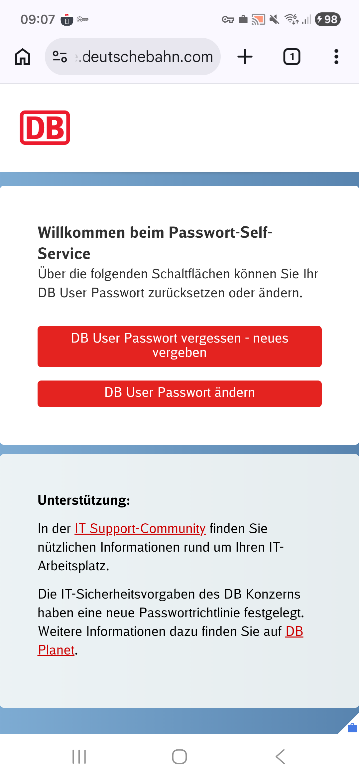 09:07
98
.deutschebahn.com
1
DB
Willkommen beim Passwort-Self-
Service
Über die folgenden Schaltflächen können Sie Ihr
DB User Passwort zurücksetzen oder ändern.
DB User Passwort vergessen - neues
vergeben
DB User Passwort ändern
Unterstützung:
In der IT Support-Community finden Sie
nützlichen Informationen rund um Ihren IT-
Arbeitsplatz.
Die IT-Sicherheitsvorgaben des DB Konzerns
haben eine neue Passwortrichtlinie festgelegt.
Weitere Informationen dazu finden Sie auf DB
Planet.